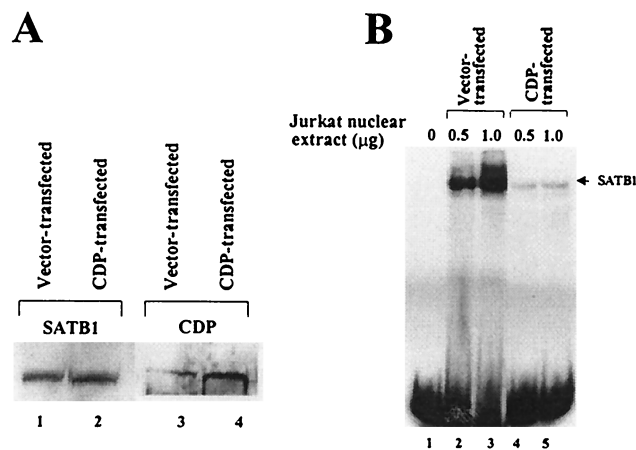 A
Vector-transfected
CDP-transfected
Vector-transfected
CDP-transfected
SATB1
CDP
1 2 3 4
B
Vector-
transfected
CDP-
transfected
Jurkat nuclear
extract (μg)
0 0.5 1.0 0.5 1.0
SATB1
1 2 3 4 5